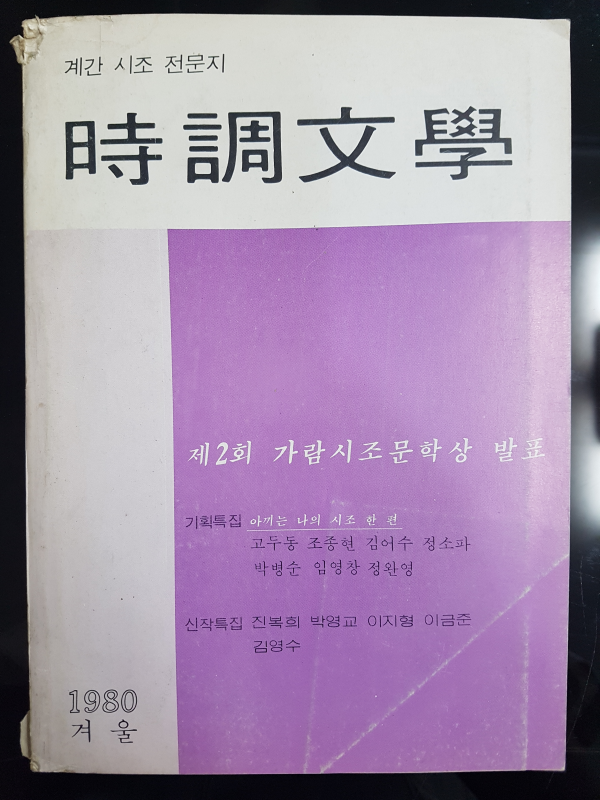 계간 시조 전문지
時調文學
제2회 가람시조문학상 발표
기획특집 아끼는 나의 시조 한 편
고두동 조종현 김어수 정소파
박병순 임영창 정완영
신작특집 진복희 박영교 이지형 이금준
김영수
1980
겨울